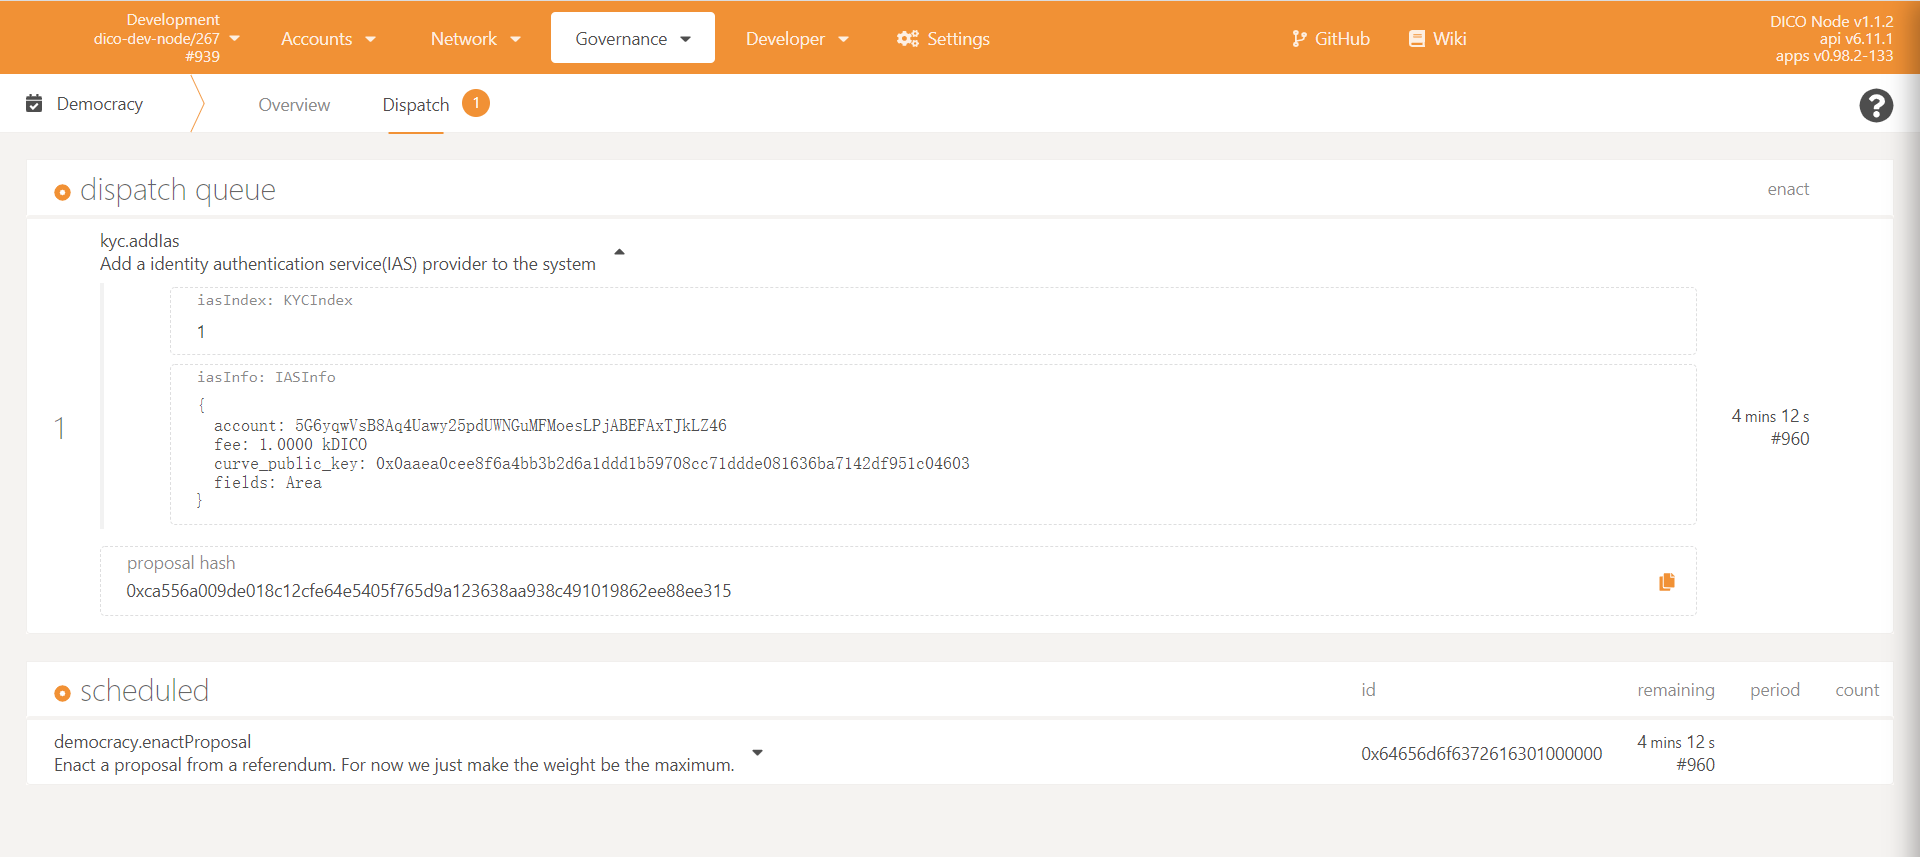 Development
dico-dev-node/267
#939
Accounts
Network
Governance
Developer
Settings
GitHub
Wiki
DICO Node v1.1.2
api v6.11.1
apps v0.98.2-133
Democracy
Overview
Dispatch
1
dispatch queue
enact
1
kyc.addIas
Add a identity authentication service(IAS) provider to the system
iasIndex: KYCIndex
1
iasInfo: IASInfo
{
account: 5G6yqwVsB8Aq4Uawy25pdUWNGuMFMoesLPjABEFAxTJkLZ46
fee: 1.0000 kDICO
curve_public_key: 0x0aaea0cee8f6a4bb3b2d6a1ddd1b59708cc71ddde081636ba7142df951c04603
fields: Area
}
4 mins 12 s
#960
proposal hash
0xca556a009de018c12cfe64e5405f765d9a123638aa938c491019862ee88ee315
scheduled
id
remaining
period
count
democracy.enactProposal
Enact a proposal from a referendum. For now we just make the weight be the maximum.
0x64656d6f6372616301000000
4 mins 12 s
#960